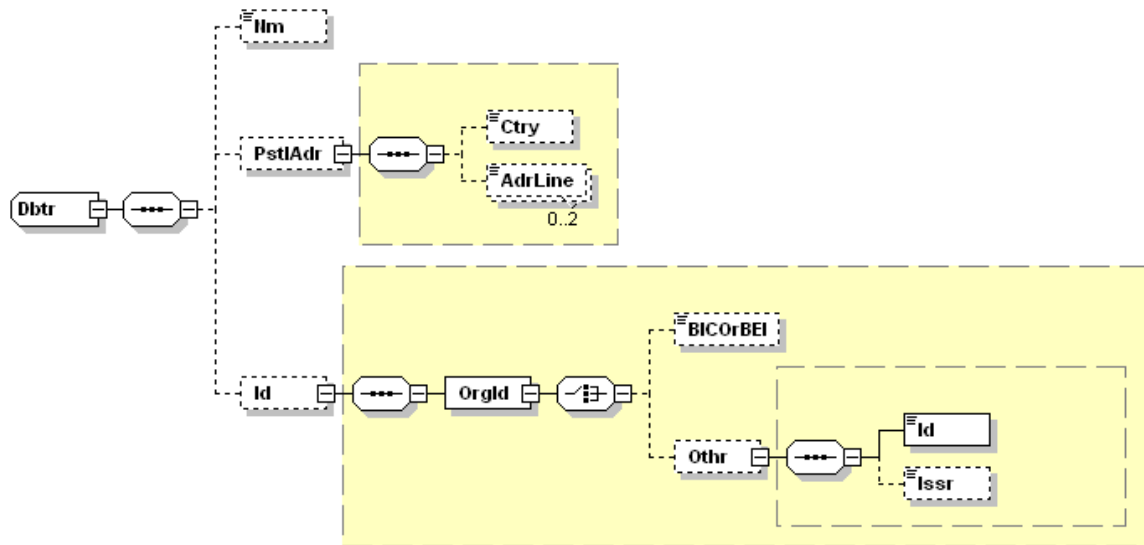 Nm
Ctry
PstlAdr
AdrLine
0..2
Dbtr
BICOrBEI
Id
OrgId
Id
Othr
Issr